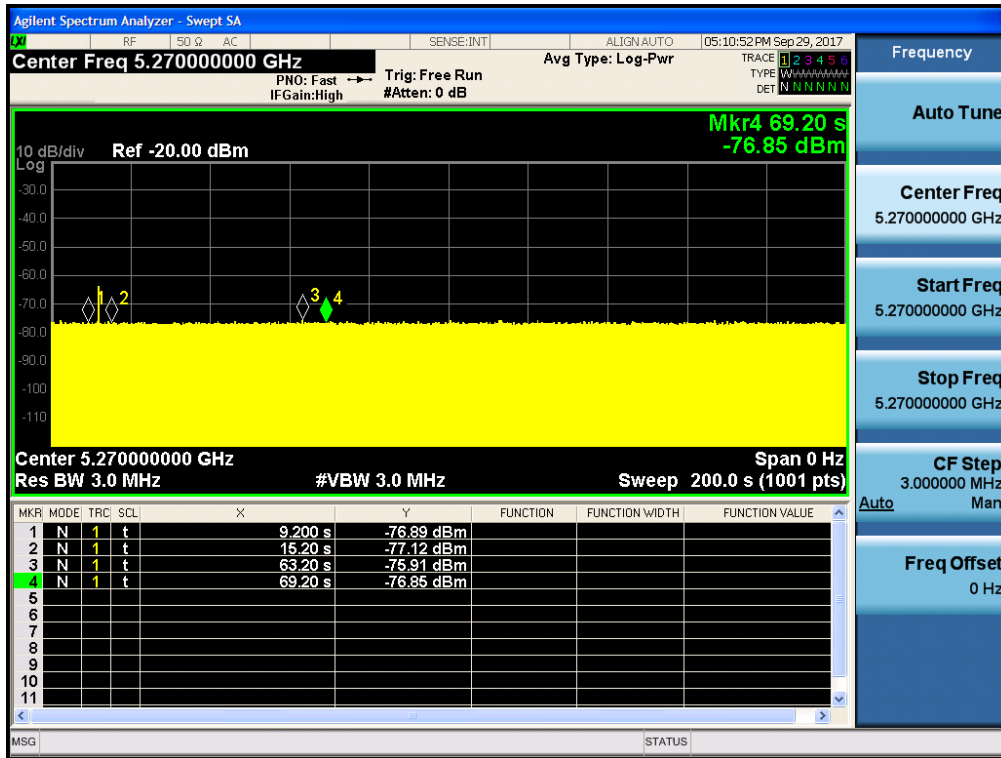 Agilent Spectrum Analyzer - Swept SA
LXI RF 50 Ω AC SENSE:INT ALIGN AUTO 05:10:52 PM Sep 29, 2017
Center Freq 5.270000000 GHz Avg Type: Log-Pwr TRACE 1 2 3 4 5 6
PNO: Fast Trig: Free Run TYPE W
IFGain:High #Atten: 0 dB DET N N N N N N
Mkr4 69.20 s
10 dB/div Ref -20.00 dBm -76.85 dBm
Log
-30.0
-40.0
-50.0
-60.0
-70.0
-80.0
-90.0
-100
-110
1 2 3 4
Center 5.270000000 GHz Span 0 Hz
Res BW 3.0 MHz #VBW 3.0 MHz Sweep 200.0 s (1001 pts)
MKR MODE TRC SCL X Y FUNCTION FUNCTION WIDTH FUNCTION VALUE
1 N 1 t 9.200 s -76.89 dBm
2 N 1 t 15.20 s -77.12 dBm
3 N 1 t 63.20 s -75.91 dBm
4 N 1 t 69.20 s -76.85 dBm
5
6
7
8
9
10
11
MSG STATUS
Frequency
Auto Tune
Center Freq
5.270000000 GHz
Start Freq
5.270000000 GHz
Stop Freq
5.270000000 GHz
CF Step
3.000000 MHz
Auto Man
Freq Offset
0 Hz